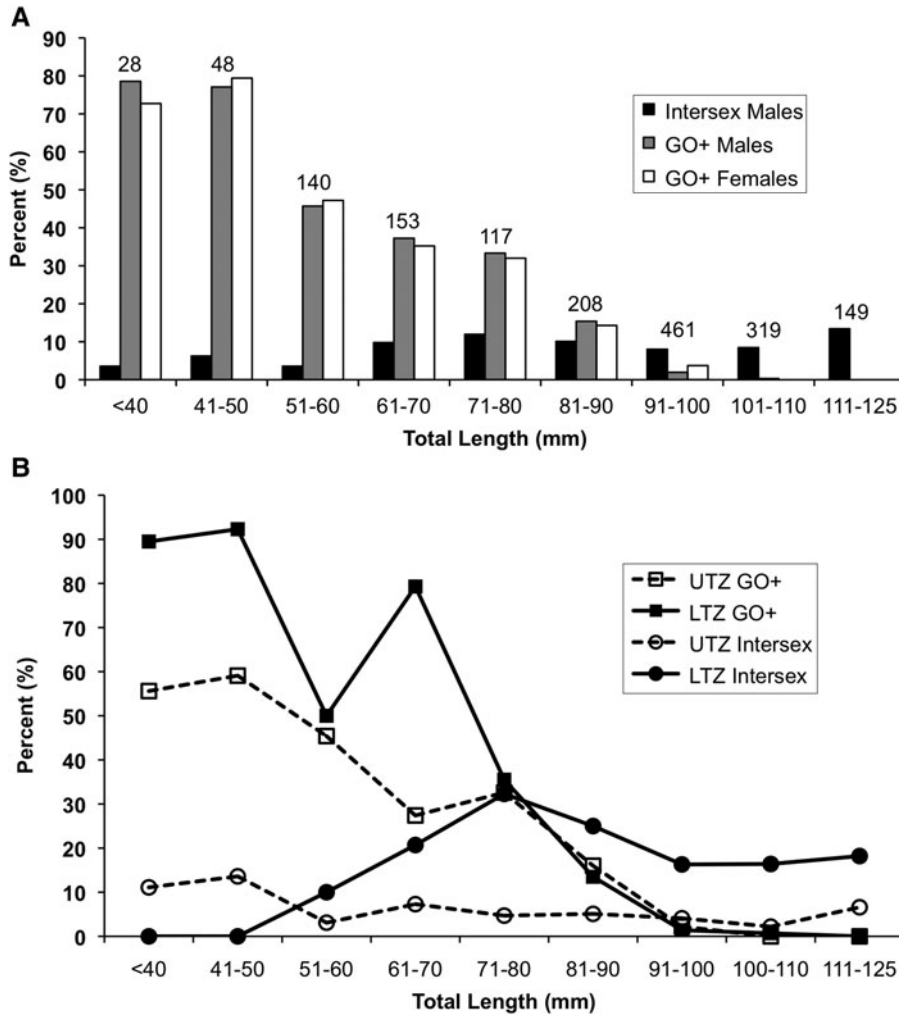 A
90
80
70
60
50
40
30
20
10
0
Percent (%)
28
48
140
153
117
208
461
319
149
Intersex Males
GO+ Males
GO+ Females
<40 41-50 51-60 61-70 71-80 81-90 91-100 101-110 111-125
Total Length (mm)
B
100
90
80
70
60
50
40
30
20
10
0
Percent (%)
UTZ GO+
LTZ GO+
UTZ Intersex
LTZ Intersex
<40 41-50 51-60 61-70 71-80 81-90 91-100 100-110 111-125
Total Length (mm)